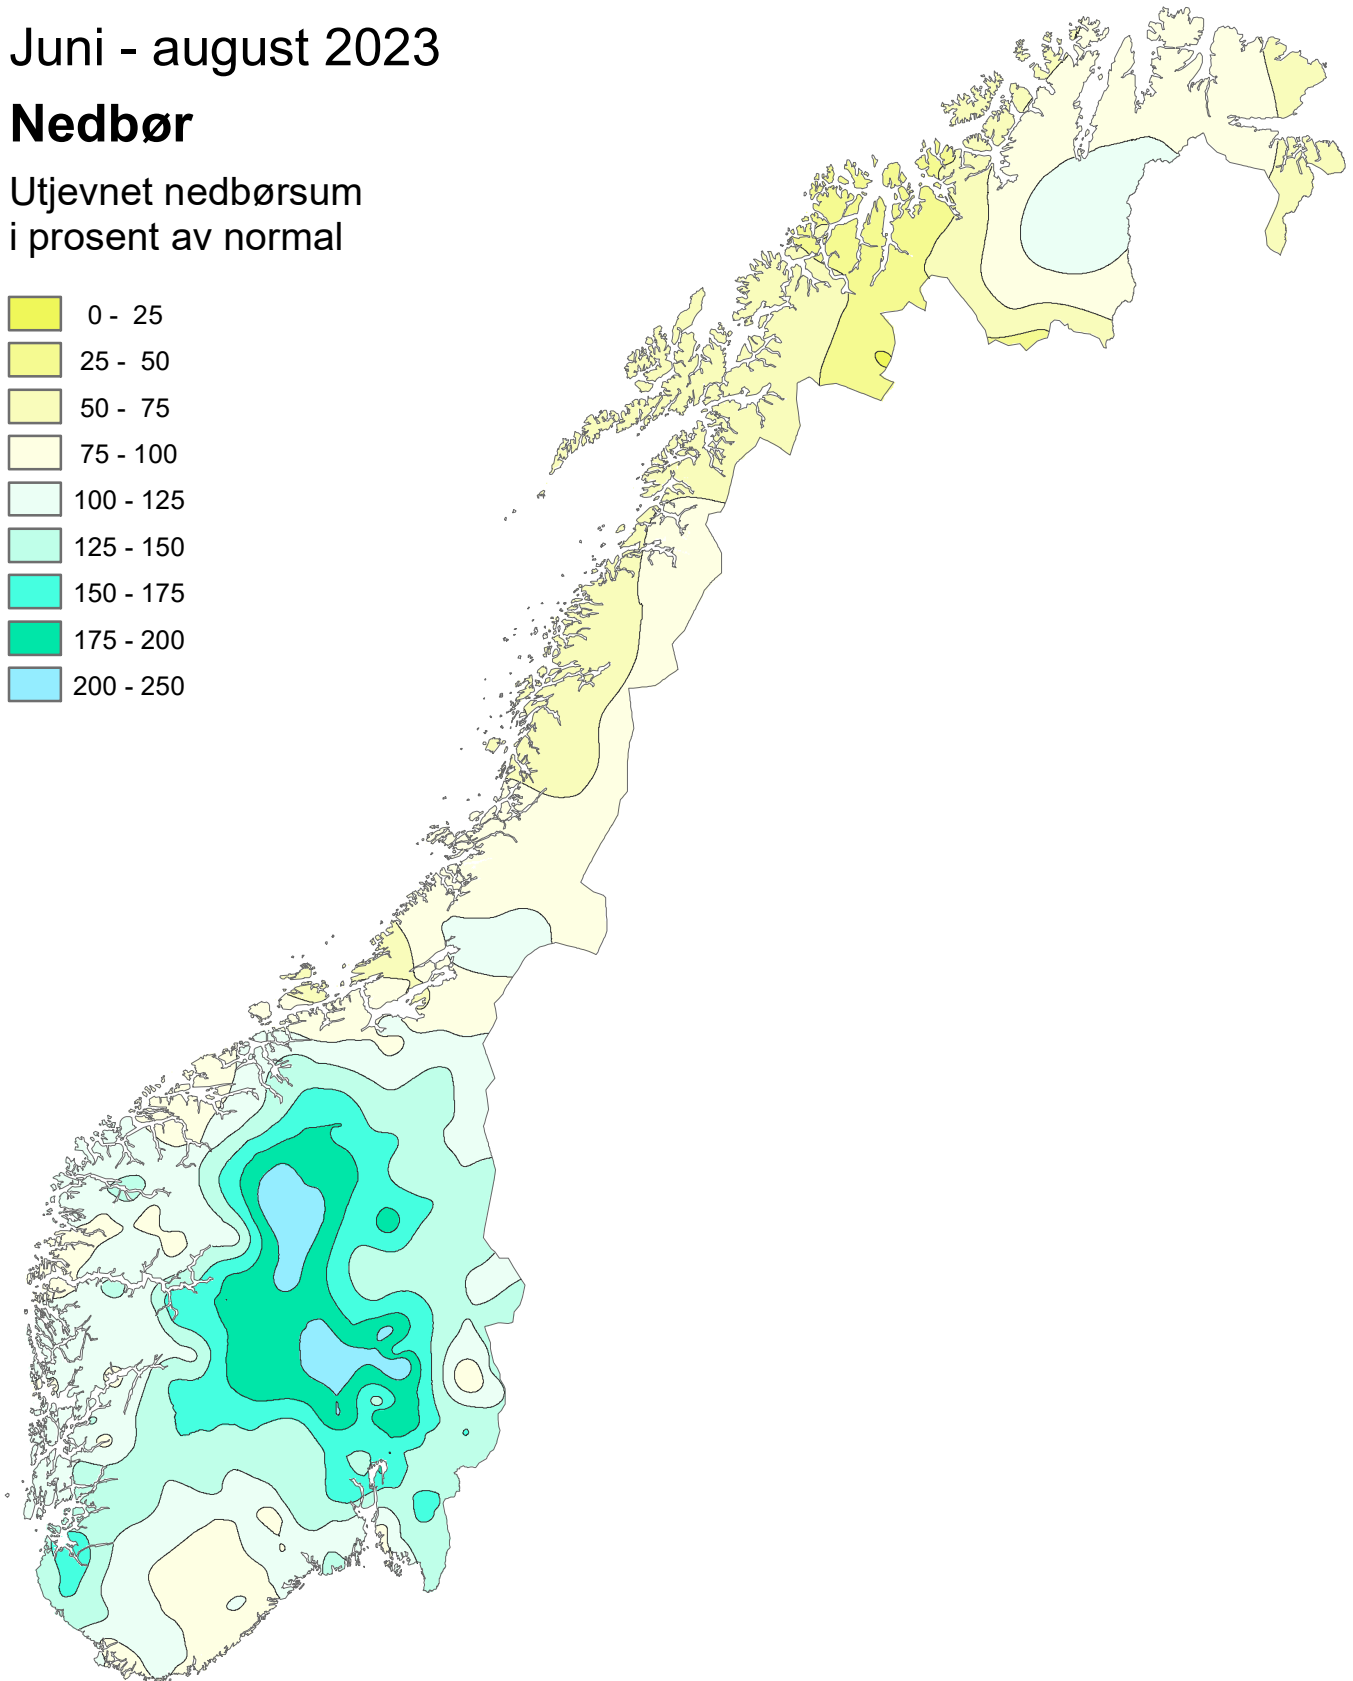 Juni - august 2023
Nedbør
Utjevnet nedbørsum
i prosent av normal
0 - 25
25 - 50
50 - 75
75 - 100
100 - 125
125 - 150
150 - 175
175 - 200
200 - 250